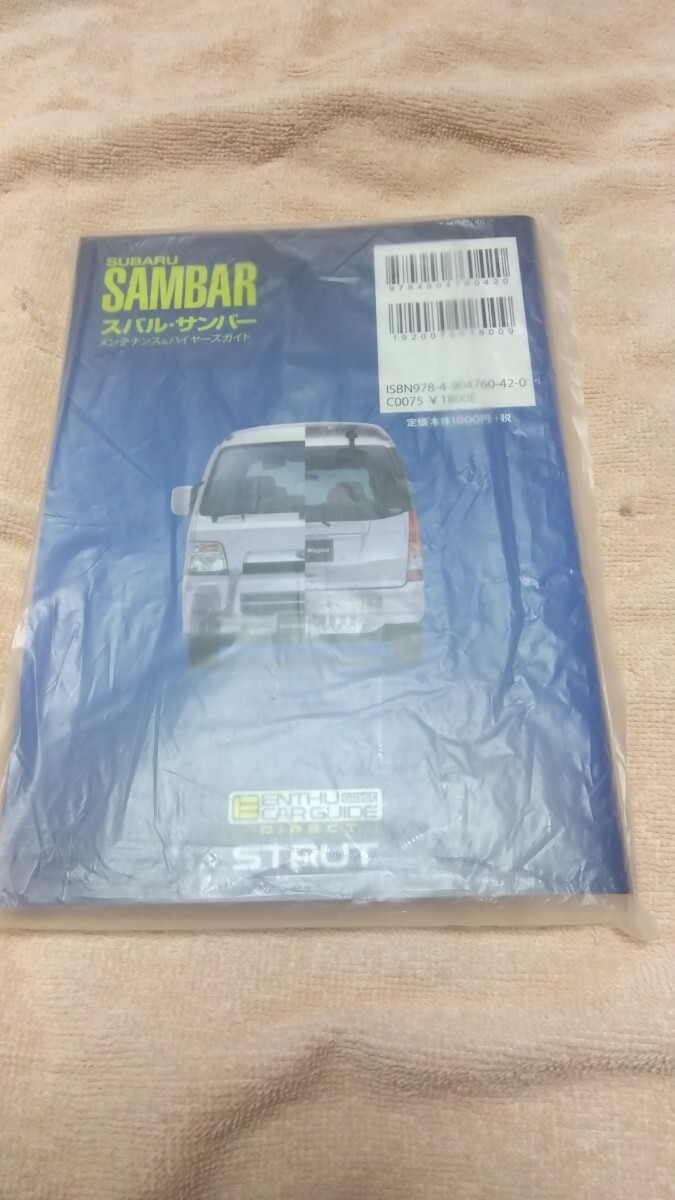 SUBARU
SAMBAR
スバル・サンバー
メンテナンス&バイヤーズガイド
9784904760420
1920075018009
ISBN978-4-904760-42-0
C0075 ¥1800E
定価本体1800円+税
ENTHU
CAR GUIDE
DIRECT
STRUT